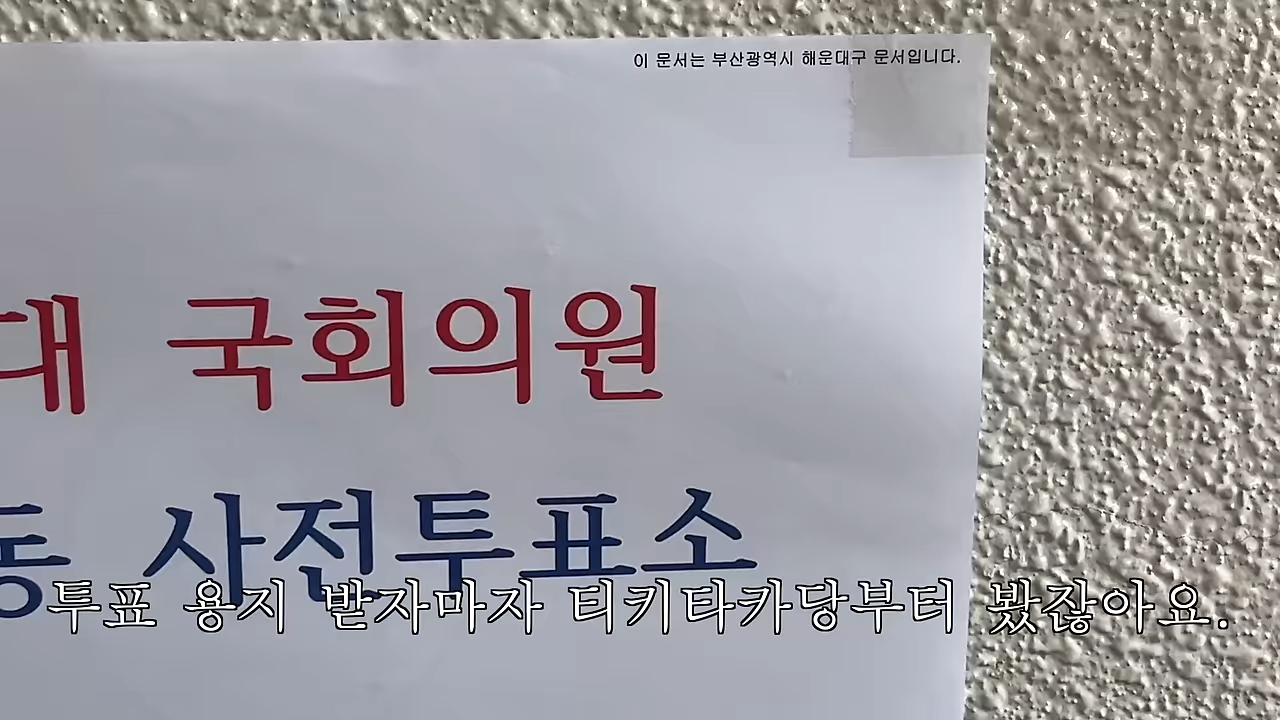 이 문서는 부산광역시 해운대구 문서입니다.
대 국회의원
동 사전투표소
투표 용지 받자마자 티키타카당부터 봤잖아요.